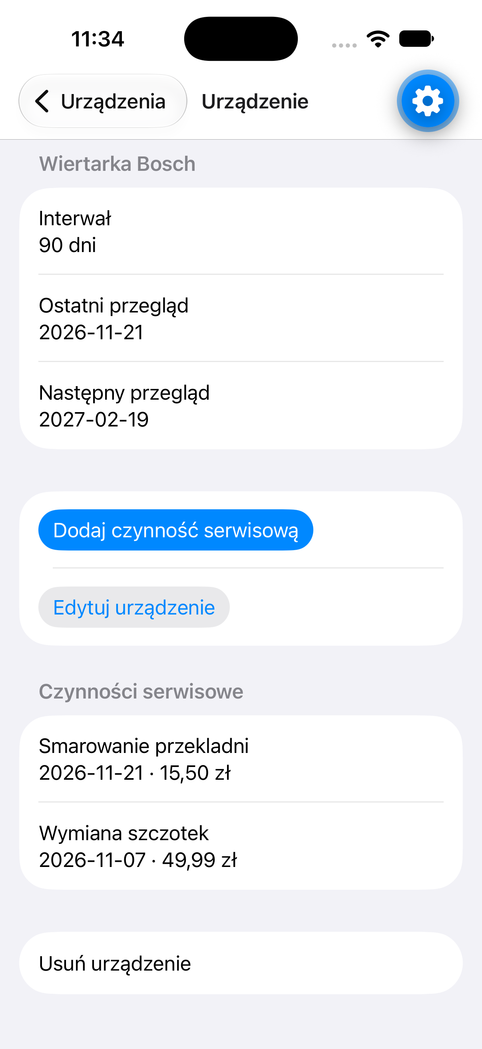 11:34
Urządzenia
Urządzenie
Wiertarka Bosch
Interwał
90 dni
Ostatni przegląd
2026-11-21
Następny przegląd
2027-02-19
Dodaj czynność serwisową
Edytuj urządzenie
Czynności serwisowe
Smarowanie przekladni
2026-11-21 · 15,50 zł
Wymiana szczotek
2026-11-07 · 49,99 zł
Usuń urządzenie